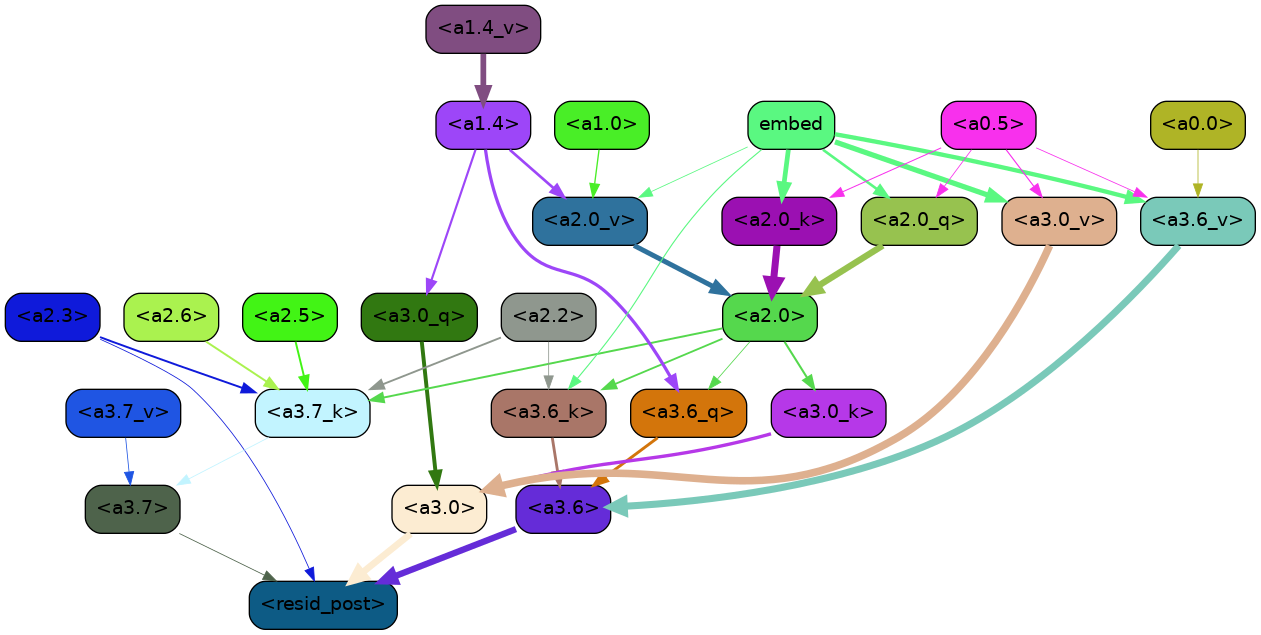 <a1.4_v>
<a1.4>
<a1.0>
embed
<a0.5>
<a0.0>
<a2.0_v>
<a2.0_k>
<a2.0_q>
<a3.0_v>
<a3.6_v>
<a2.3>
<a2.6>
<a2.5>
<a3.0_q>
<a2.2>
<a2.0>
<a3.7_v>
<a3.7_k>
<a3.6_k>
<a3.6_q>
<a3.0_k>
<a3.7>
<a3.0>
<a3.6>
<resid_post>